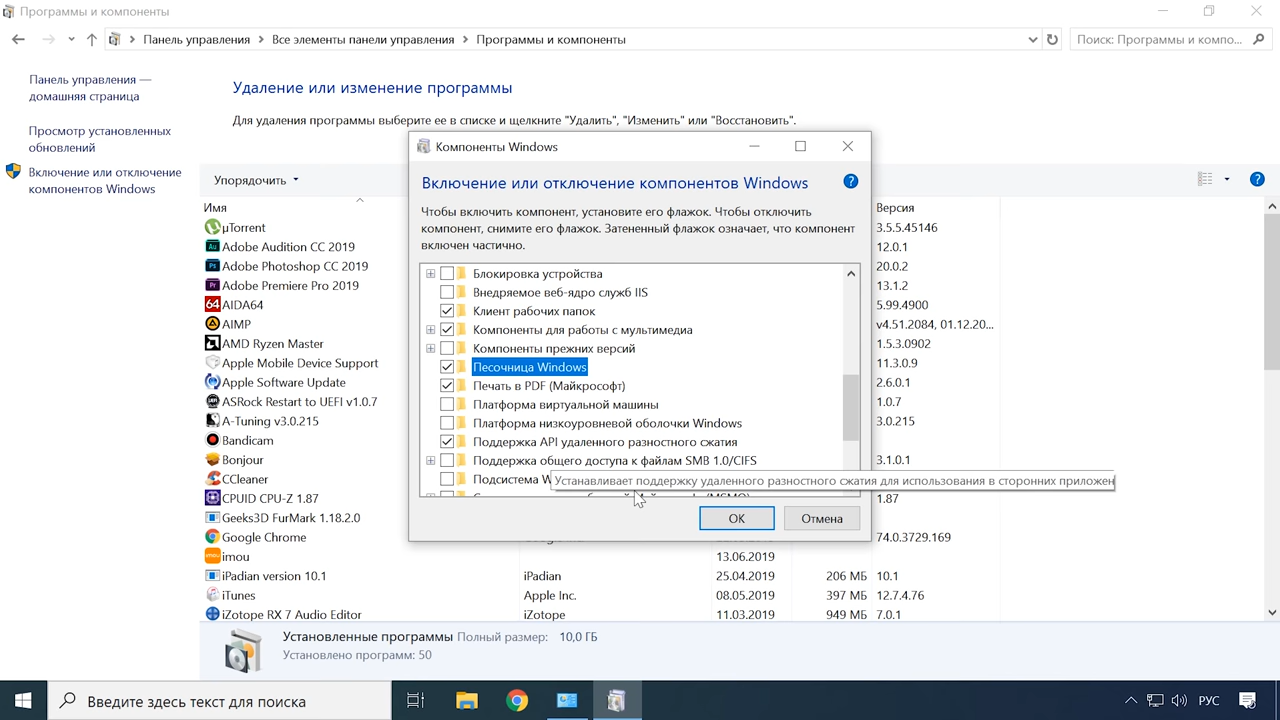 Программы и компоненты
Панель управления
Все элементы панели управления
Программы и компоненты
Поиск: Программы и компо...
Панель управления —
домашняя страница
Просмотр установленных
обновлений
Включение или отключение
компонентов Windows
Удаление или изменение программы
Для удаления программы выберите ее в списке и щелкните "Удалить", "Изменить" или "Восстановить".
Упорядочить
Имя
Версия
µTorrent
3.5.5.45146
Adobe Audition CC 2019
12.0.1
Adobe Photoshop CC 2019
20.0.2
Adobe Premiere Pro 2019
13.1.2
64 AIDA64
5.99.4900
AIMP
v4.51.2084, 01.12.20...
AMD Ryzen Master
1.5.3.0902
Apple Mobile Device Support
11.3.0.9
Apple Software Update
2.6.0.1
ASRock Restart to UEFI v1.0.7
1.0.7
A-Tuning v3.0.215
3.0.215
Bandicam
Bonjour
3.1.0.1
CCleaner
CPUID CPU-Z 1.87
1.87
Geeks3D FurMark 1.18.2.0
Google Chrome
74.0.3729.169
imou
13.06.2019
iPadian version 10.1
iPadian
25.04.2019
206 МБ
10.1
iTunes
Apple Inc.
08.05.2019
397 МБ
12.7.4.76
iZotope RX 7 Audio Editor
iZotope
11.03.2019
949 МБ
7.0.1
Компоненты Windows
Включение или отключение компонентов Windows
Чтобы включить компонент, установите его флажок. Чтобы отключить
компонент, снимите его флажок. Затененный флажок означает, что компонент
включен частично.
Блокировка устройства
Внедряемое веб-ядро служб IIS
Клиент рабочих папок
Компоненты для работы с мультимедиа
Компоненты прежних версий
Песочница Windows
Печать в PDF (Майкрософт)
Платформа виртуальной машины
Платформа низкоуровневой оболочки Windows
Поддержка API удаленного разностного сжатия
Поддержка общего доступа к файлам SMB 1.0/CIFS
Подсистема W
Устанавливает поддержку удаленного разностного сжатия для использования в сторонних приложен
ОК
Отмена
Установленные программы Полный размер: 10,0 ГБ
Установлено программ: 50
Введите здесь текст для поиска
РУС